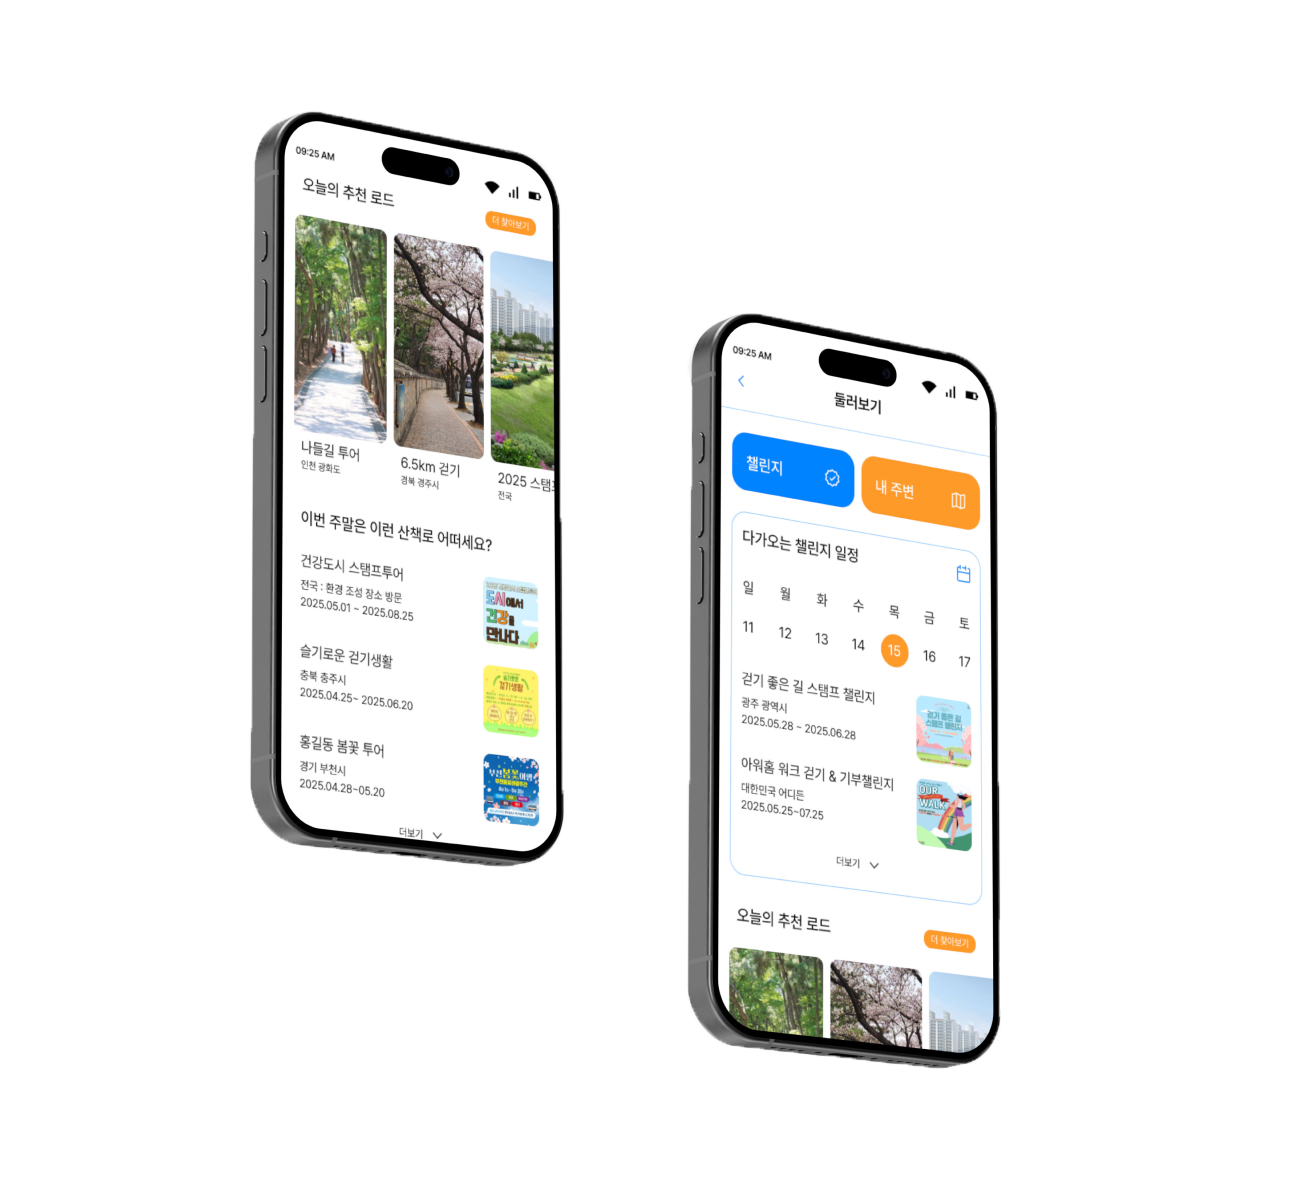 09:25 AM
오늘의 추천 로드
더 찾아보기
나들길 투어
인천 광화도
6.5km 걷기
경북 경주시
2025 스탬프
전국
이번 주말은 이런 산책로 어떠세요?
건강도시 스탬프투어
전국 : 환경 조성 장소 방문
2025.05.01 ~ 2025.08.25
도시에서
건강을
만나다
슬기로운 걷기생활
충북 충주시
2025.04.25~ 2025.06.20
슬기로운
걷기생활
홍길동 봄꽃 투어
경기 부천시
2025.04.28~05.20
부천봄꽃여행
더보기
09:25 AM
둘러보기
챌린지
내 주변
다가오는 챌린지 일정
일 월 화 수 목 금 토
11 12 13 14 15 16 17
걷기 좋은 길 스탬프 챌린지
광주 광역시
2025.05.28 ~ 2025.06.28
걷기 좋은 길
스탬프 챌린지
아워홈 워크 걷기 & 기부챌린지
대한민국 어디든
2025.05.25~07.25
OUR
WALK
더보기
오늘의 추천 로드
더 찾아보기